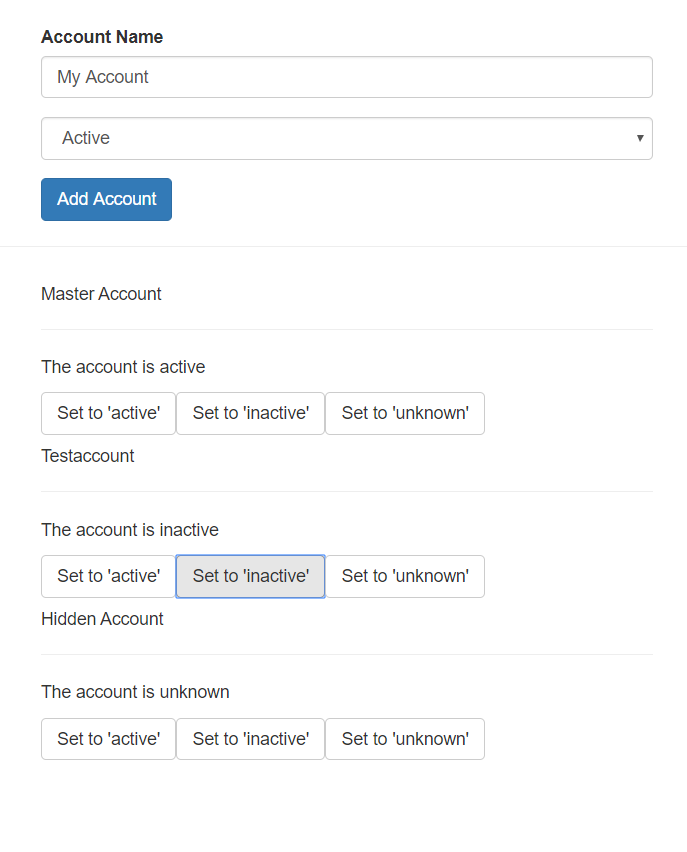 Account Name
My Account
Active
Add Account
Master Account
The account is active
Set to 'active' Set to 'inactive' Set to 'unknown'
Testaccount
The account is inactive
Set to 'active' Set to 'inactive' Set to 'unknown'
Hidden Account
The account is unknown
Set to 'active' Set to 'inactive' Set to 'unknown'